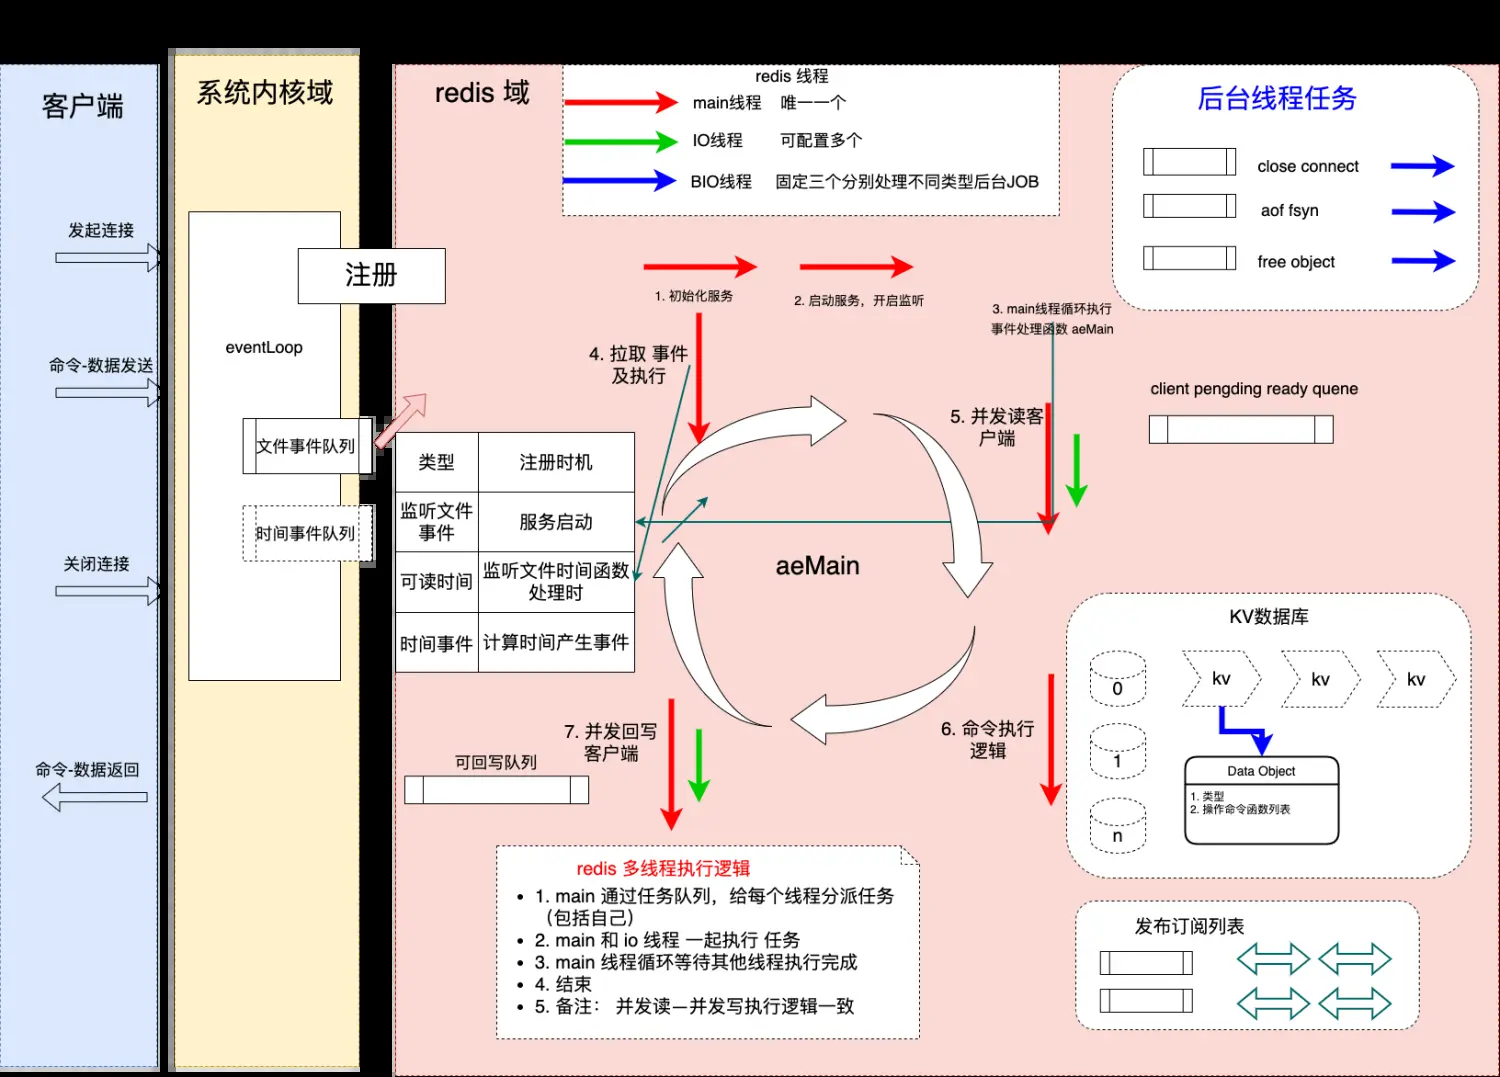 客户端
发起连接
命令-数据发送
关闭连接
命令-数据返回
系统内核域
eventLoop
注册
文件事件队列
时间事件队列
redis 域
redis 线程
main线程 唯一一个
IO线程 可配置多个
BIO线程 固定三个分别处理不同类型后台JOB
后台线程任务
close connect
aof fsyn
free object
1. 初始化服务
2. 启动服务，开启监听
3. main线程循环执行
事件处理函数 aeMain
4. 拉取 事件
及执行
5. 并发读客
户端
client pengding ready quene
类型 注册时机
监听文件
事件
服务启动
可读时间
监听文件时间函数
处理时
时间事件 计算时间产生事件
aeMain
6. 命令执行
逻辑
7. 并发回写
客户端
可回写队列
KV数据库
0
1
n
kv
kv
kv
Data Object
1. 类型
2. 操作命令函数列表
发布订阅列表
redis 多线程执行逻辑
• 1. main 通过任务队列，给每个线程分派任务
（包括自己）
• 2. main 和 io 线程 一起执行 任务
• 3. main 线程循环等待其他线程执行完成
• 4. 结束
• 5. 备注： 并发读—并发写执行逻辑一致